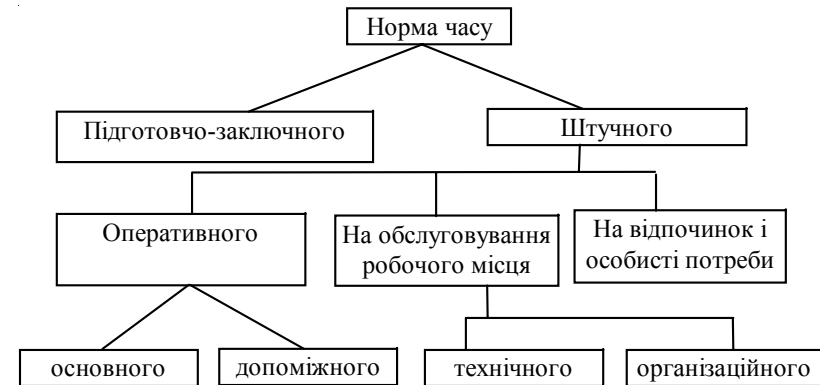 Норма часу
Підготовчо-заключного
Штучного
Оперативного
На обслуговування
робочого місця
На відпочинок і
особисті потреби
основного
допоміжного
технічного
організаційного